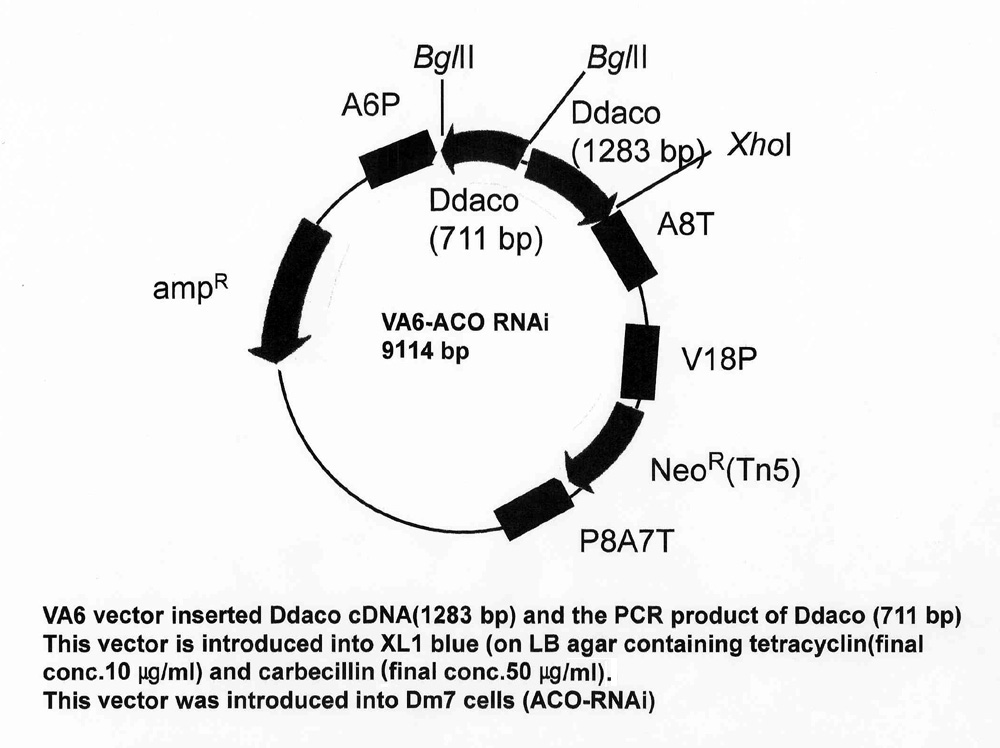 BglII
BglII
A6P
Ddaco
(1283 bp)
XhoI
Ddaco
(711 bp)
A8T
ampR
VA6-ACO RNAi
9114 bp
V18P
NeoR(Tn5)
P8A7T
VA6 vector inserted Ddaco cDNA(1283 bp) and the PCR product of Ddaco (711 bp)
This vector is introduced into XL1 blue (on LB agar containing tetracyclin(final
conc.10 μg/ml) and carbecillin (final conc.50 μg/ml).
This vector was introduced into Dm7 cells (ACO-RNAi)